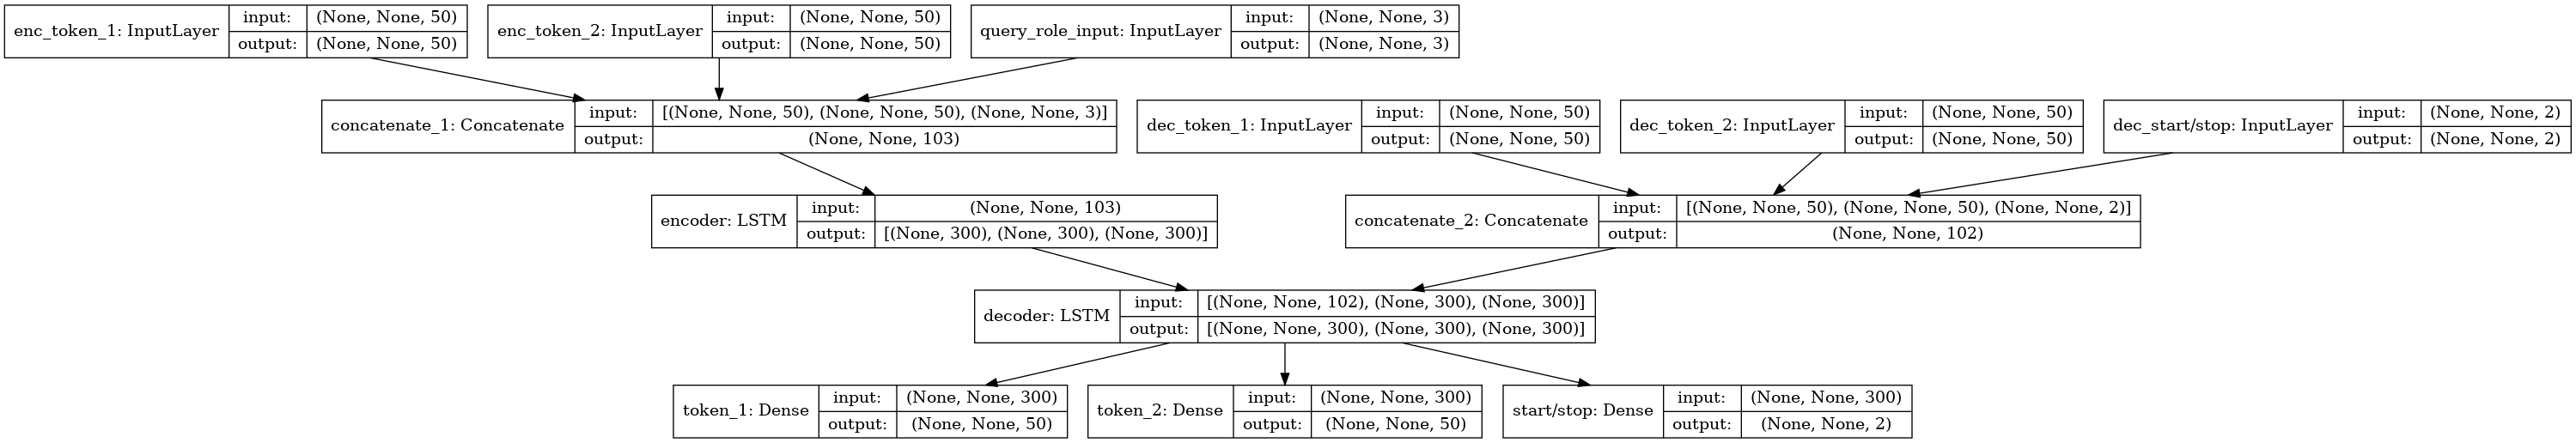 enc_token_1: InputLayer
input: (None, None, 50)
output: (None, None, 50)
enc_token_2: InputLayer
input: (None, None, 50)
output: (None, None, 50)
query_role_input: InputLayer
input: (None, None, 3)
output: (None, None, 3)
concatenate_1: Concatenate
input: [(None, None, 50), (None, None, 50), (None, None, 3)]
output: (None, None, 103)
dec_token_1: InputLayer
input: (None, None, 50)
output: (None, None, 50)
dec_token_2: InputLayer
input: (None, None, 50)
output: (None, None, 50)
dec_start/stop: InputLayer
input: (None, None, 2)
output: (None, None, 2)
encoder: LSTM
input: (None, None, 103)
output: [(None, 300), (None, 300), (None, 300)]
concatenate_2: Concatenate
input: [(None, None, 50), (None, None, 50), (None, None, 2)]
output: (None, None, 102)
decoder: LSTM
input: [(None, None, 102), (None, 300), (None, 300)]
output: [(None, None, 300), (None, 300), (None, 300)]
token_1: Dense
input: (None, None, 300)
output: (None, None, 50)
token_2: Dense
input: (None, None, 300)
output: (None, None, 50)
start/stop: Dense
input: (None, None, 300)
output: (None, None, 2)